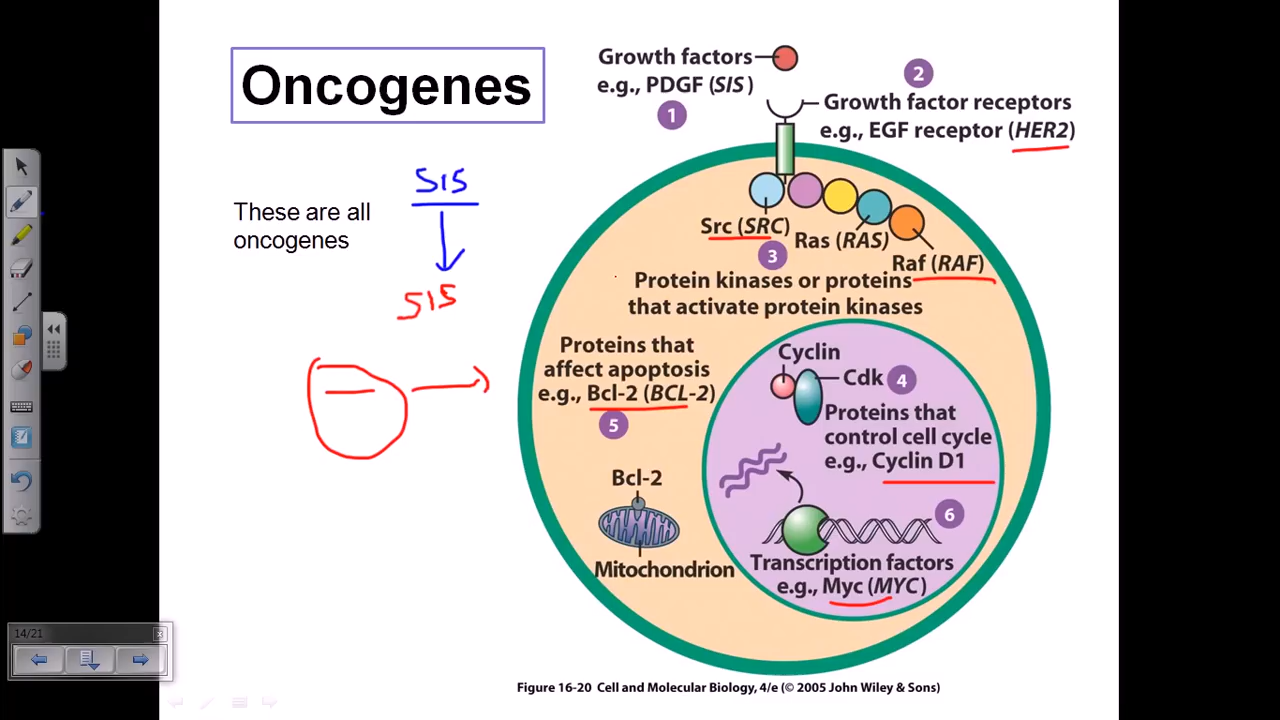 Oncogenes
These are all
oncogenes
SIS
SIS
Growth factors
e.g., PDGF (SIS)
1
2
Growth factor receptors
e.g., EGF receptor (HER2)
Src (SRC)
Ras (RAS)
Raf (RAF)
3
Protein kinases or proteins
that activate protein kinases
Proteins that
affect apoptosis
e.g., Bcl-2 (BCL-2)
5
Bcl-2
Mitochondrion
Cyclin
Cdk
4
Proteins that
control cell cycle
e.g., Cyclin D1
6
Transcription factors
e.g., Myc (MYC)
14/21
Figure 16-20 Cell and Molecular Biology, 4/e (© 2005 John Wiley & Sons)